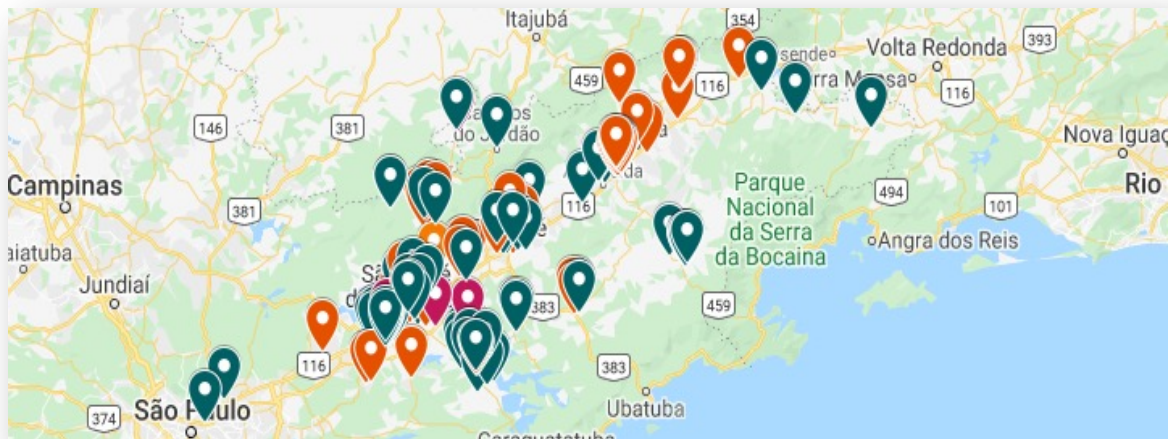 Itajubá
354
393
Volta Redonda
459
116
116
146
381
do Jordão
Nova Iguaç
Campinas
Parque
Nacional
da Serra
da Bocaina
494
Rio
381
116
101
Angra dos Reis
aiatuba
Jundiaí
383
459
116
383
São Paulo
Ubatuba
374
Caraguatatuba